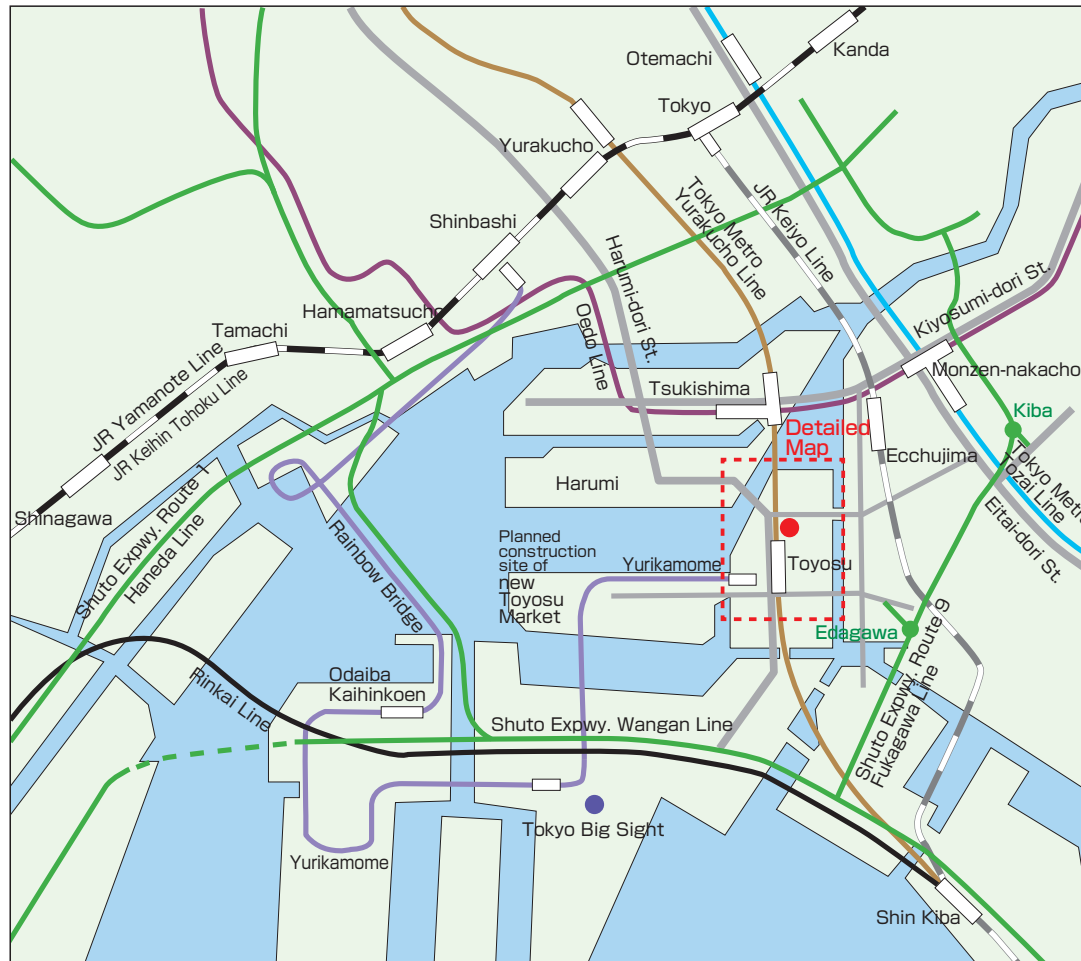 Kanda
Otemachi
Tokyo
Yurakucho
Shinbashi
Hamamatsucho
Tamachi
JR Yamanote Line
JR Keihin Tohoku Line
Shinagawa
Shuto Expwy. Route 1
Haneda Line
Rainbow Bridge
Harumi-dori St.
Oedo Line
Tokyo Metro
Yurakucho Line
JR Keiyo Line
Kiyosumi-dori St.
Monzen-nakacho
Tsukishima
Detailed
Map
Kiba
Ecchujima
Tokyo Metro
Tozai Line
Eitai-dori St.
Harumi
Planned
construction
site of
new
Toyosu
Market
Yurikamome
Toyosu
Edagawa
Shuto Expwy. Route 9
Fukagawa Line
Odaiba
Kaihinkoen
Rinkai Line
Shuto Expwy. Wangan Line
Tokyo Big Sight
Yurikamome
Shin Kiba